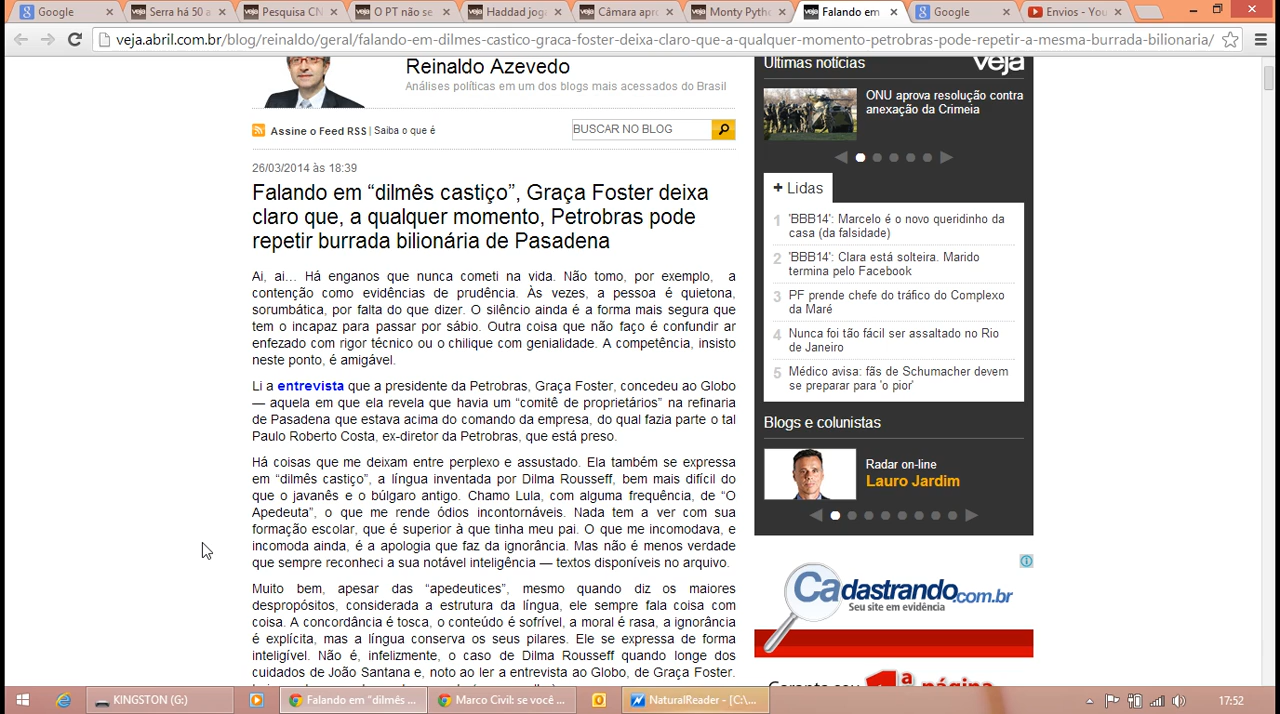 Google
Serra há 50 a
Pesquisa CN
O PT não se
Haddad jog
Câmara apro
Monty Pyth
Falando em
Google
Envios - You
veja.abril.com.br/blog/reinaldo/geral/falando-em-dilmes-castico-graca-foster-deixa-claro-que-a-qualquer-momento-petrobras-pode-repetir-a-mesma-burrada-bilionaria/
Reinaldo Azevedo
Análises políticas em um dos blogs mais acessados do Brasil
Assine o Feed RSS | Saiba o que é
BUSCAR NO BLOG
26/03/2014 às 18:39
Falando em “dilmês castiço”, Graça Foster deixa
claro que, a qualquer momento, Petrobras pode
repetir burrada bilionária de Pasadena
Ai, ai… Há enganos que nunca cometi na vida. Não tomo, por exemplo, a
contenção como evidências de prudência. Às vezes, a pessoa é quietona,
sorumbática, por falta do que dizer. O silêncio ainda é a forma mais segura que
tem o incapaz para passar por sábio. Outra coisa que não faço é confundir ar
enfezado com rigor técnico ou o chilique com genialidade. A competência, insisto
neste ponto, é amigável.
Li a entrevista que a presidente da Petrobras, Graça Foster, concedeu ao Globo
— aquela em que ela revela que havia um “comitê de proprietários” na refinaria
de Pasadena que estava acima do comando da empresa, do qual fazia parte o tal
Paulo Roberto Costa, ex-diretor da Petrobras, que está preso.
Há coisas que me deixam entre perplexo e assustado. Ela também se expressa
em “dilmês castiço”, a língua inventada por Dilma Rousseff, bem mais difícil do
que o javanês e o búlgaro antigo. Chamo Lula, com alguma frequência, de “O
Apedeuta”, o que me rende ódios incontornáveis. Nada tem a ver com sua
formação escolar, que é superior à que tinha meu pai. O que me incomodava, e
incomoda ainda, é a apologia que faz da ignorância. Mas não é menos verdade
que sempre reconheci a sua notável inteligência — textos disponíveis no arquivo.
Muito bem, apesar das “apedeutices”, mesmo quando diz os maiores
despropósitos, considerada a estrutura da língua, ele sempre fala coisa com
coisa. A concordância é tosca, o conteúdo é sofrível, a moral é rasa, a ignorância
é explícita, mas a língua conserva os seus pilares. Ele se expressa de forma
inteligível. Não é, infelizmente, o caso de Dilma Rousseff quando longe dos
cuidados de João Santana e, noto ao ler a entrevista ao Globo, de Graça Foster.
Últimas notícias
veja
ONU aprova resolução contra
anexação da Crimeia
+ Lidas
1 'BBB14': Marcelo é o novo queridinho da
casa (da falsidade)
2 'BBB14': Clara está solteira. Marido
termina pelo Facebook
3 PF prende chefe do tráfico do Complexo
da Maré
4 Nunca foi tão fácil ser assaltado no Rio
de Janeiro
5 Médico avisa: fãs de Schumacher devem
se preparar para 'o pior'
Blogs e colunistas
Radar on-line
Lauro Jardim
Cadastrando.com.br
Seu site em evidência
1ª página
KINGSTON (G:)
Falando em “dilmês ...
Marco Civil: se você ...
NaturalReader - [C:\...
17:52